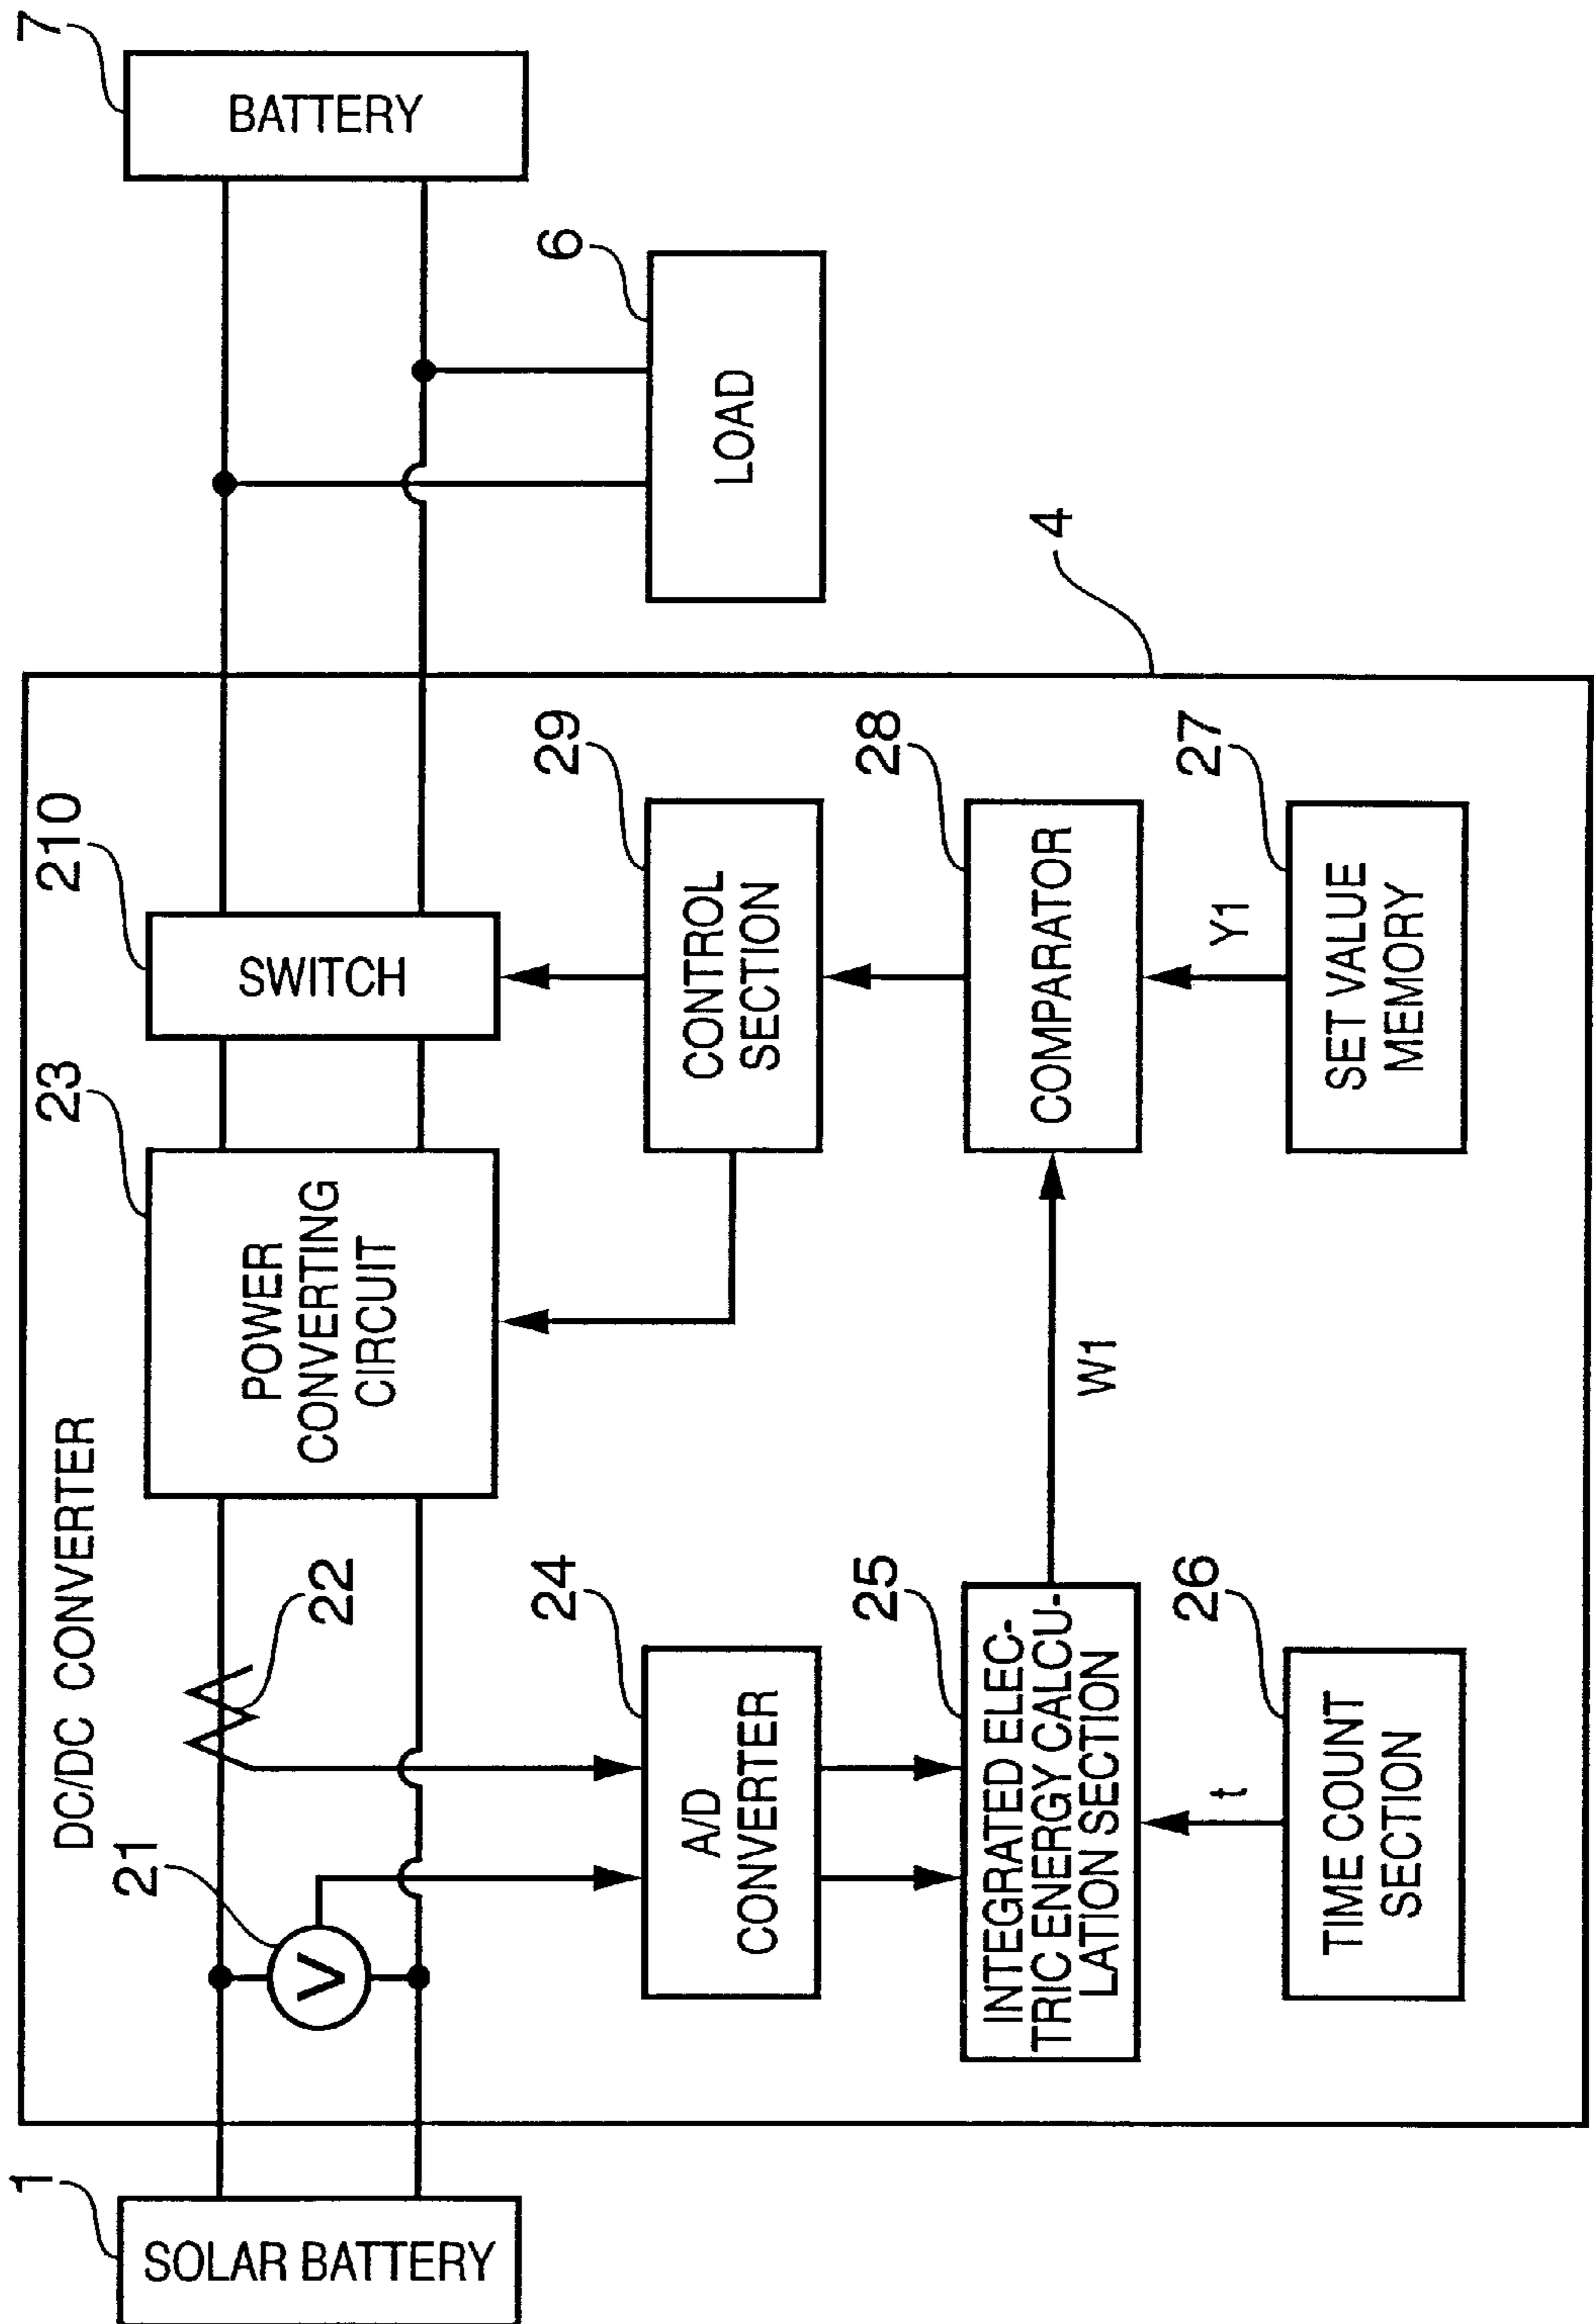 DC/DC CONVERTER
1
SOLAR BATTERY
21
V
22
23
POWER
CONVERTING
CIRCUIT
210
SWITCH
7
BATTERY
24
A/D
CONVERTER
29
CONTROL
SECTION
6
LOAD
25
INTEGRATED ELEC-
TRIC ENERGY CALCU-
LATION SECTION
W1
28
COMPARATOR
4
t
Y1
26
TIME COUNT
SECTION
27
SET VALUE
MEMORY